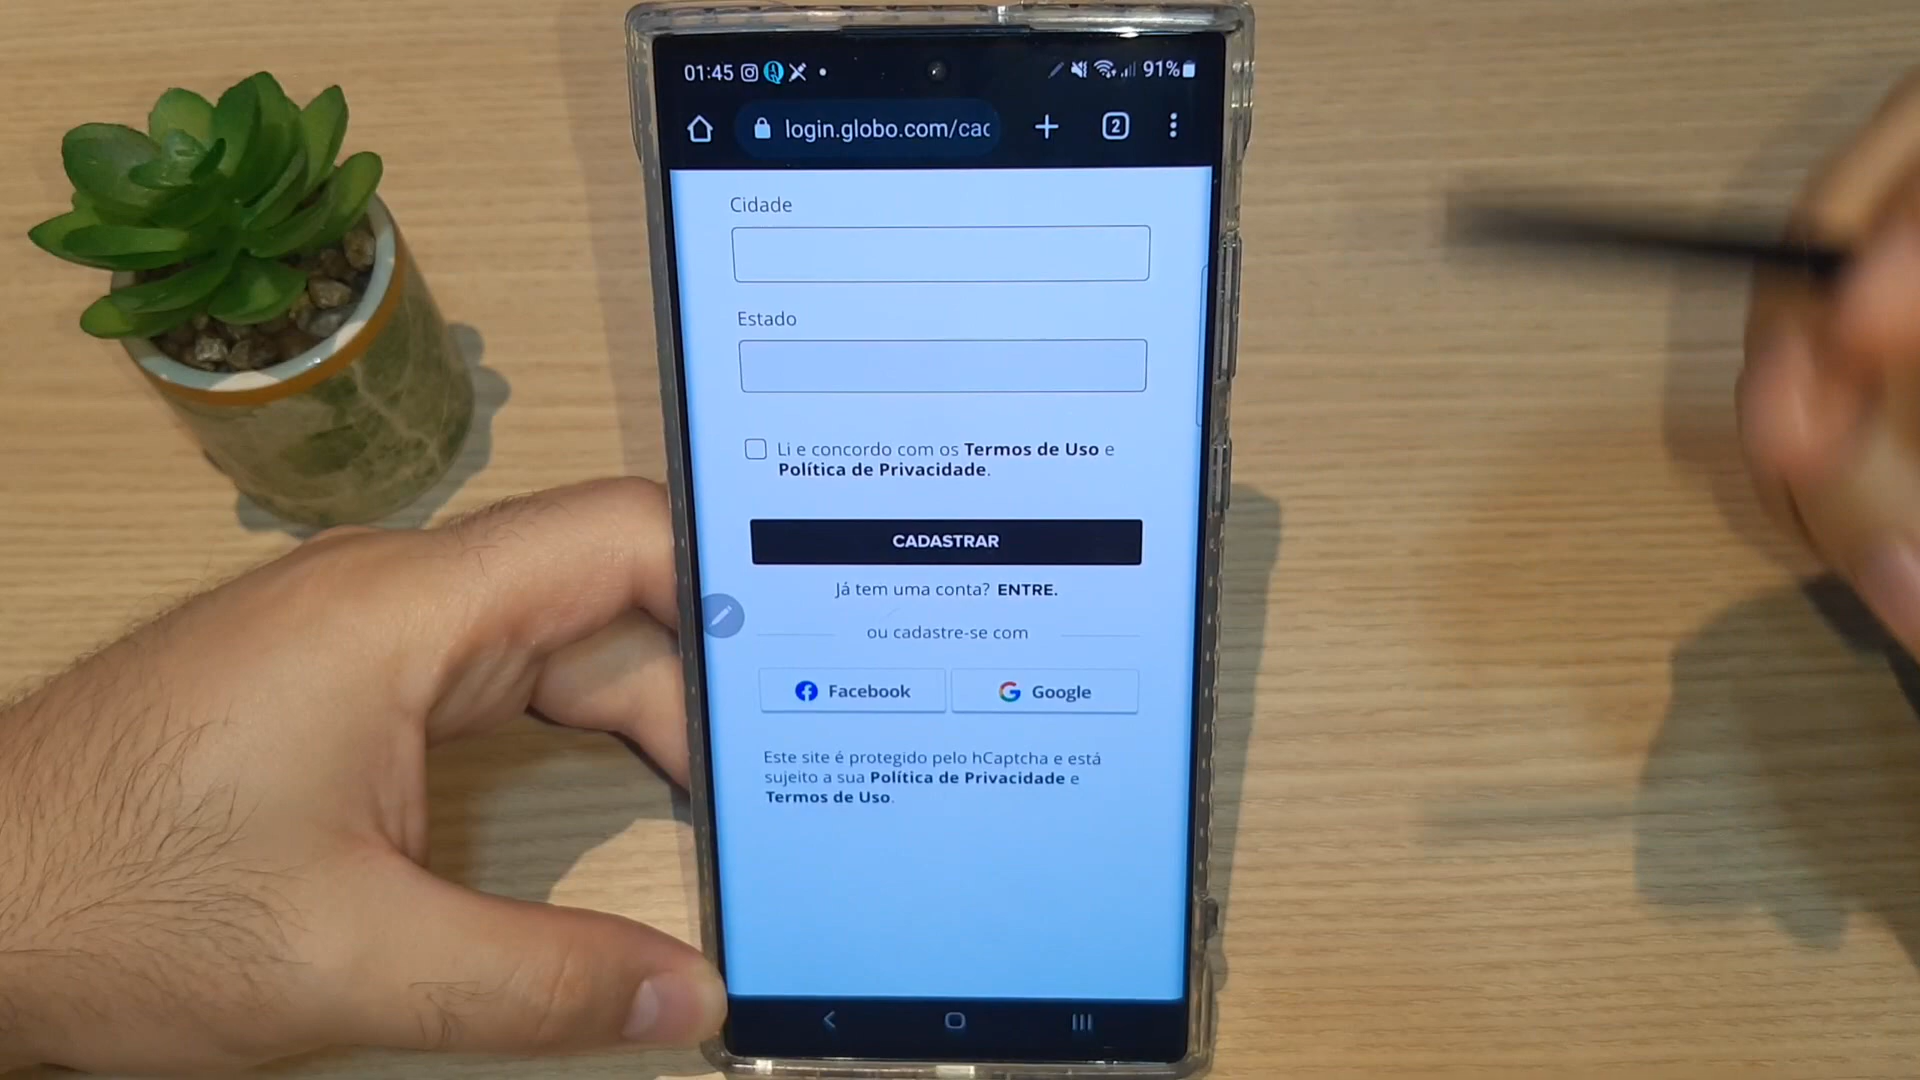 01:45
91%
login.globo.com/cac
2
Cidade
Estado
Li e concordo com os Termos de Uso e
Política de Privacidade.
CADASTRAR
Já tem uma conta? ENTRE.
ou cadastre-se com
Facebook
Google
Este site é protegido pelo hCaptcha e está
sujeito a sua Política de Privacidade e
Termos de Uso.